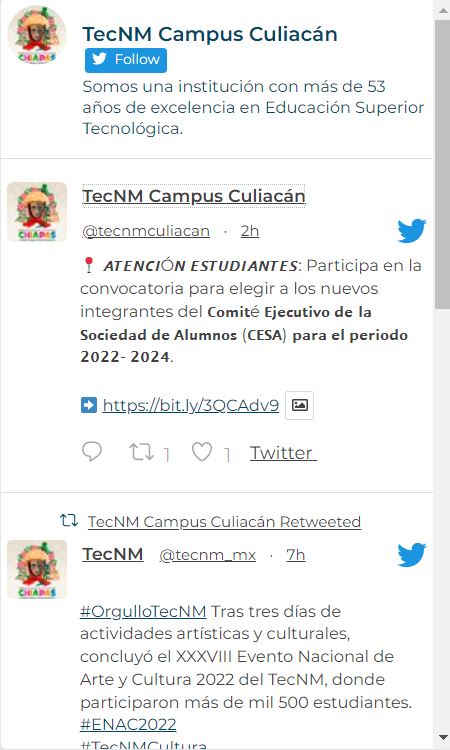 TecNM Campus Culiacán
Follow
Somos una institución con más de 53
años de excelencia en Educación Superior
Tecnológica.
TecNM Campus Culiacán
@tecnmculiacan · 2h
📍 𝘼𝙏𝙀𝙉𝘾𝙄Ó𝙉 𝙀𝙎𝙏𝙐𝘿𝙄𝘼𝙉𝙏𝙀𝙎: Participa en la
convocatoria para elegir a los nuevos
integrantes del 𝗖𝗼𝗺𝗶𝘁é 𝗘𝗷𝗲𝗰𝘂𝘁𝗶𝘃𝗼 𝗱𝗲 𝗹𝗮
𝗦𝗼𝗰𝗶𝗲𝗱𝗮𝗱 𝗱𝗲 𝗔𝗹𝘂𝗺𝗻𝗼𝘀 (𝗖𝗘𝗦𝗔) 𝗽𝗮𝗿𝗮 𝗲𝗹 𝗽𝗲𝗿𝗶𝗼𝗱𝗼
𝟮𝟬𝟮𝟮- 𝟮𝟬𝟮𝟰.
➡ https://bit.ly/3QCAdv9
1 1 Twitter
TecNM Campus Culiacán Retweeted
TecNM @tecnm_mx · 7h
#OrgulloTecNM Tras tres días de
actividades artísticas y culturales,
concluyó el XXXVIII Evento Nacional de
Arte y Cultura 2022 del TecNM, donde
participaron más de mil 500 estudiantes.
#ENAC2022
#TecNMCultura
CHIAPAS
CHIAPAS
CHIAPAS